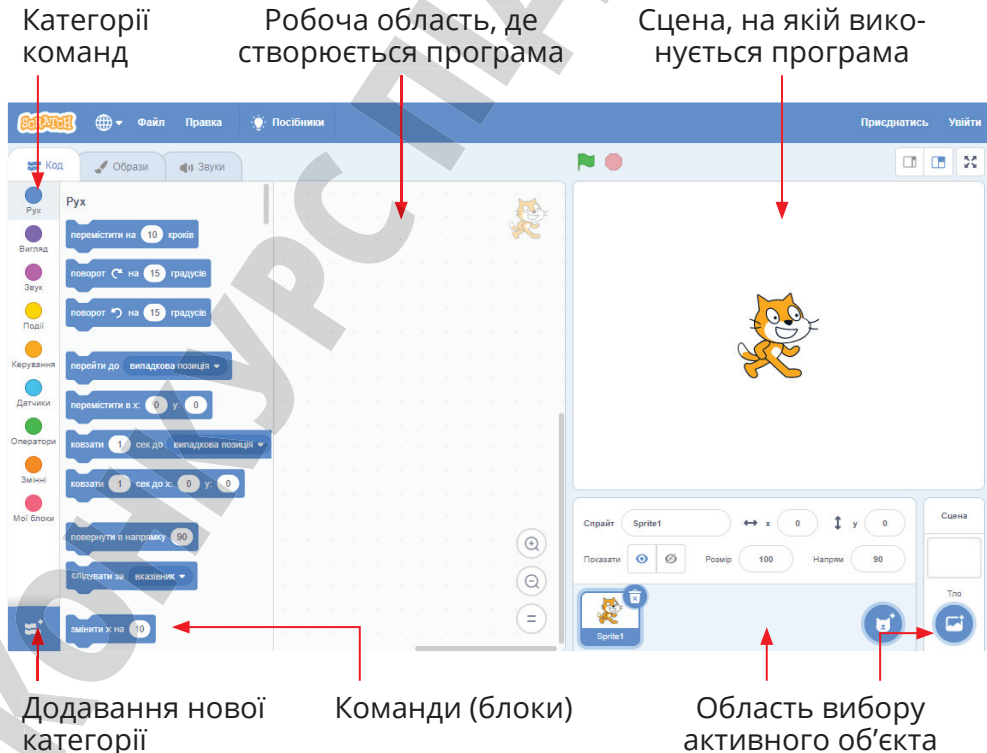 Категорії
команд
Робоча область, де
створюється програма
Сцена, на якій вико-
нується програма
SCRATCH Файл Правка Посібники Приєднатись Увійти
Код Образи Звуки
Рух
Вигляд
Звук
Події
Керування
Датчики
Оператори
Змінні
Мої блоки
Рух
перемістити на 10 кроків
поворот на 15 градусів
поворот на 15 градусів
перейти до випадкова позиція
перемістити в x: 0 y: 0
ковзати 1 сек до випадкова позиція
ковзати 1 сек до x: 0 y: 0
повернути в напрямку 90
слідувати за вказівник
змінити x на 10
Спрайт Sprite1 x 0 y 0
Показати Розмір 100 Напрям 90
Sprite1
Сцена
Тло
Додавання нової
категорії
Команди (блоки)
Область вибору
активного об’єкта
КОНКУРС ПІД